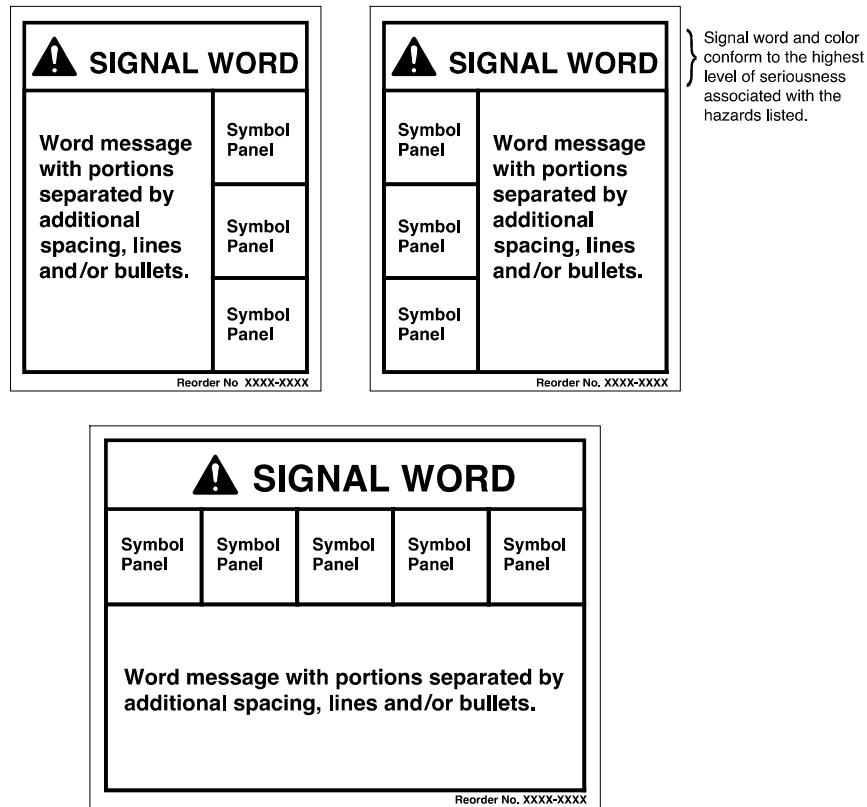 SIGNAL WORD
Word message
with portions
separated by
additional
spacing, lines
and/or bullets.
Symbol
Panel
Symbol
Panel
Symbol
Panel
Reorder No XXXX-XXXX
SIGNAL WORD
Symbol
Panel
Symbol
Panel
Symbol
Panel
Word message
with portions
separated by
additional
spacing, lines
and/or bullets.
Reorder No. XXXX-XXXX
Signal word and color
conform to the highest
level of seriousness
associated with the
hazards listed.
SIGNAL WORD
Symbol
Panel
Symbol
Panel
Symbol
Panel
Symbol
Panel
Symbol
Panel
Word message with portions separated by
additional spacing, lines and/or bullets.
Reorder No. XXXX-XXXX